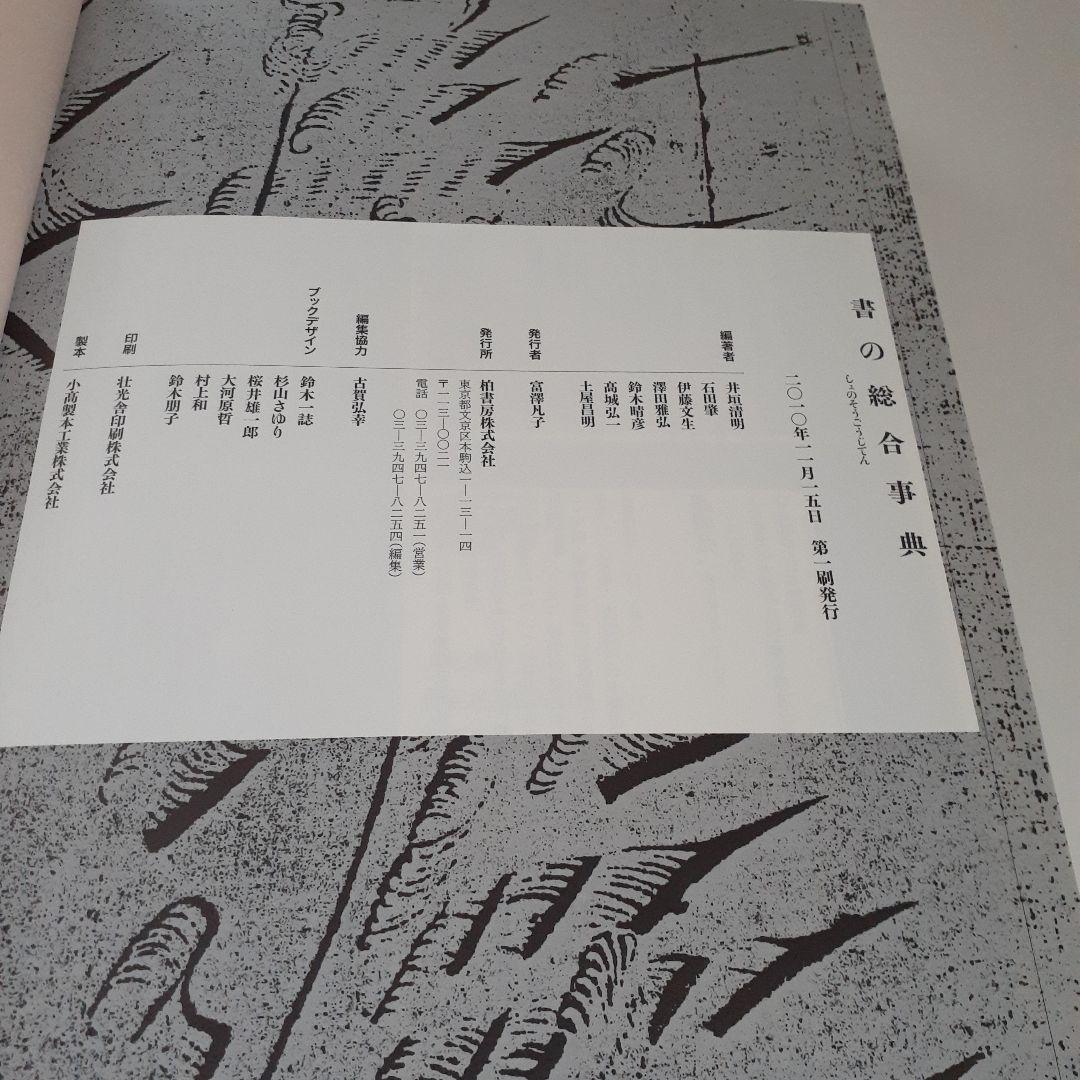 書の総合事典
しょのそうごうじてん
二〇一〇年一一月一五日　第一刷発行
編著者
井垣清明
石田肇
伊藤文生
澤田雅弘
鈴木晴彦
髙城弘一
土屋昌明
発行者
富澤凡子
発行所
柏書房株式会社
東京都文京区本駒込一―一三―一四
〒一一三―〇〇二一
電話　〇三―三九四七―八二五一（営業）
〇三―三九四七―八二五四（編集）
編集協力
古賀弘幸
ブックデザイン
鈴木一誌
杉山さゆり
桜井雄一郎
大河原哲
村上和
鈴木朋子
印刷
壮光舎印刷株式会社
製本
小髙製本工業株式会社